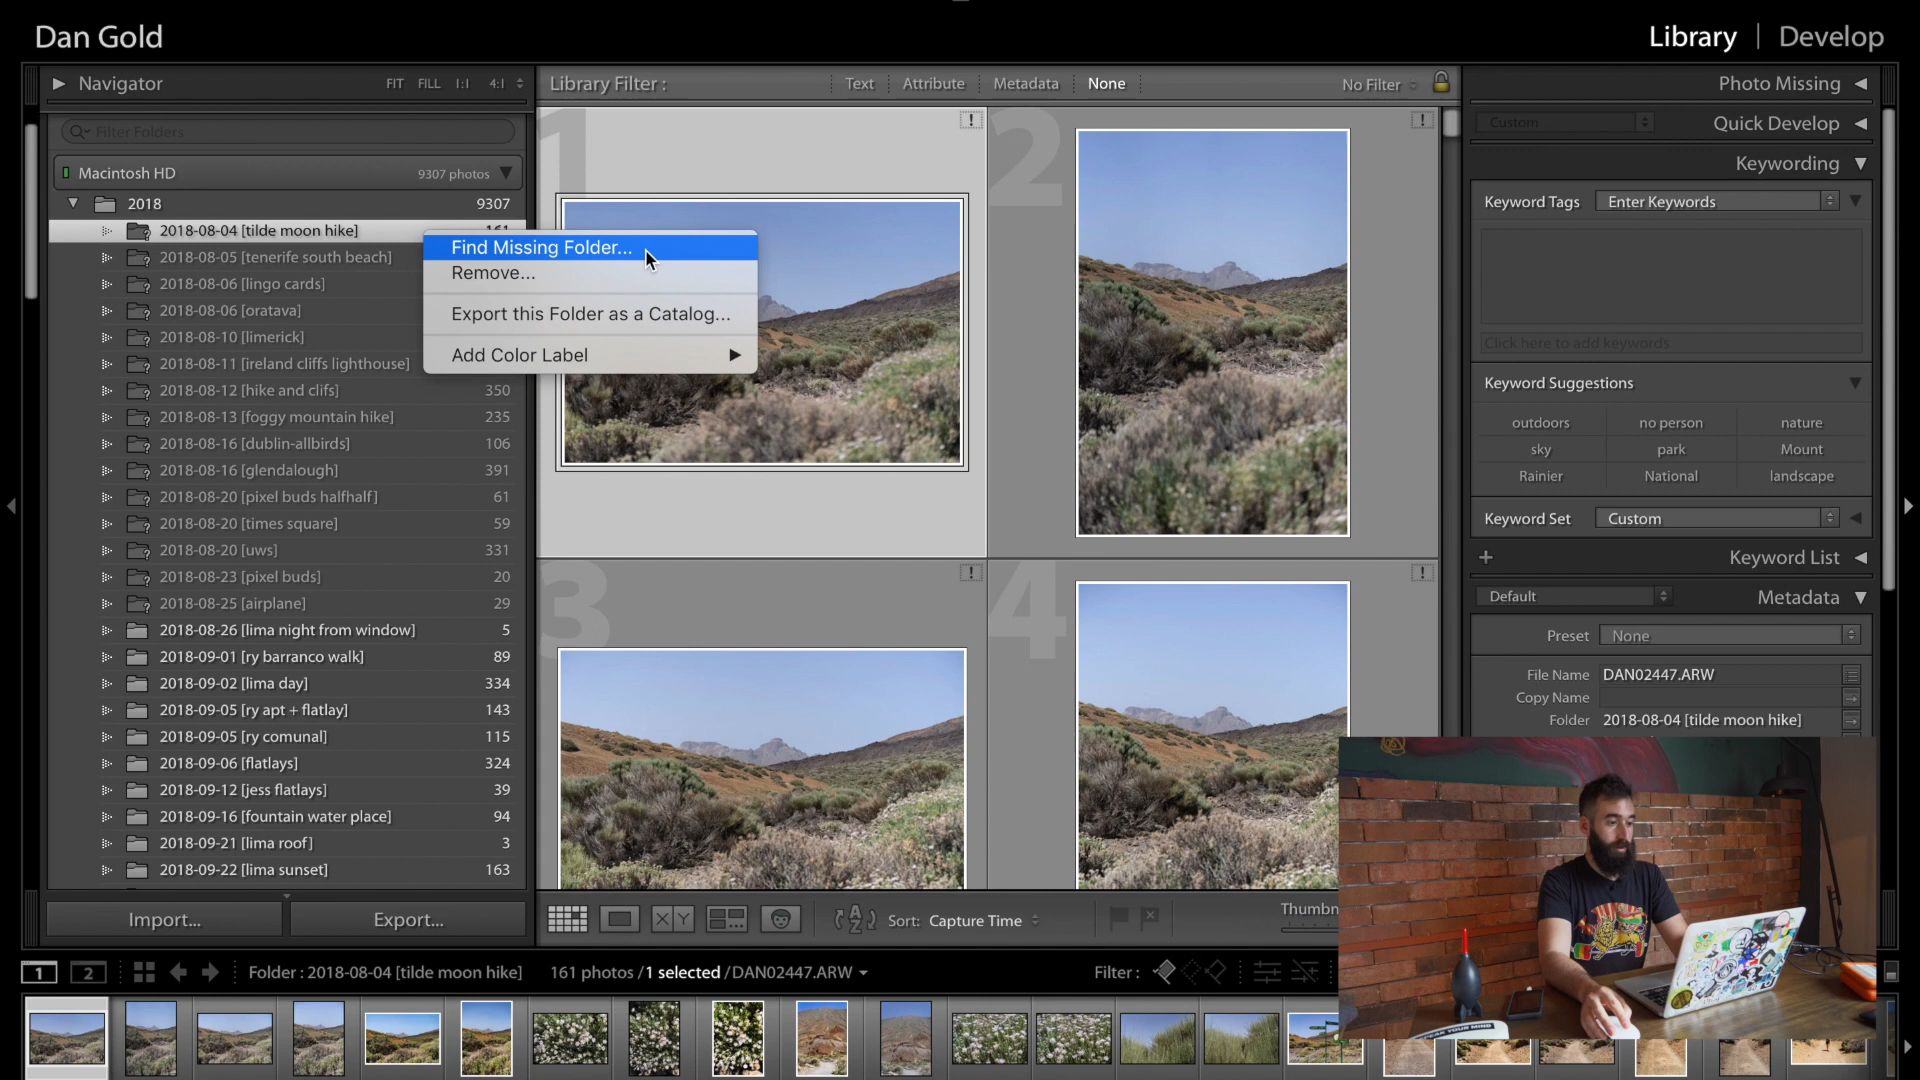 Dan Gold
Library | Develop
Navigator
FIT FILL 1:1 4:1
Library Filter :
Text
Attribute
Metadata
None
No Filter
Photo Missing
Filter Folders
Custom
Quick Develop
Macintosh HD
9307 photos
Keywording
2018
9307
2018-08-04 [tilde moon hike]
2018-08-05 [tenerife south beach]
2018-08-06 [lingo cards]
2018-08-06 [oratava]
2018-08-10 [limerick]
2018-08-11 [ireland cliffs lighthouse]
2018-08-12 [hike and clifs] 350
2018-08-13 [foggy mountain hike] 235
2018-08-16 [dublin-allbirds] 106
2018-08-16 [glendalough] 391
2018-08-20 [pixel buds halfhalf] 61
2018-08-20 [times square] 59
2018-08-20 [uws] 331
2018-08-23 [pixel buds] 20
2018-08-25 [airplane] 29
2018-08-26 [lima night from window] 5
2018-09-01 [ry barranco walk] 89
2018-09-02 [lima day] 334
2018-09-05 [ry apt + flatlay] 143
2018-09-05 [ry comunal] 115
2018-09-06 [flatlays] 324
2018-09-12 [jess flatlays] 39
2018-09-16 [fountain water place] 94
2018-09-21 [lima roof] 3
2018-09-22 [lima sunset] 163
Find Missing Folder...
Remove...
Export this Folder as a Catalog...
Add Color Label
1
2
3
4
Keyword Tags Enter Keywords
Click here to add keywords
Keyword Suggestions
outdoors no person nature
sky park Mount
Rainier National landscape
Keyword Set Custom
Keyword List
Default
Metadata
Preset None
File Name DAN02447.ARW
Copy Name
Folder 2018-08-04 [tilde moon hike]
Import...
Export...
X Y
Sort: Capture Time
1
2
Folder : 2018-08-04 [tilde moon hike]
161 photos / 1 selected / DAN02447.ARW
Filter :